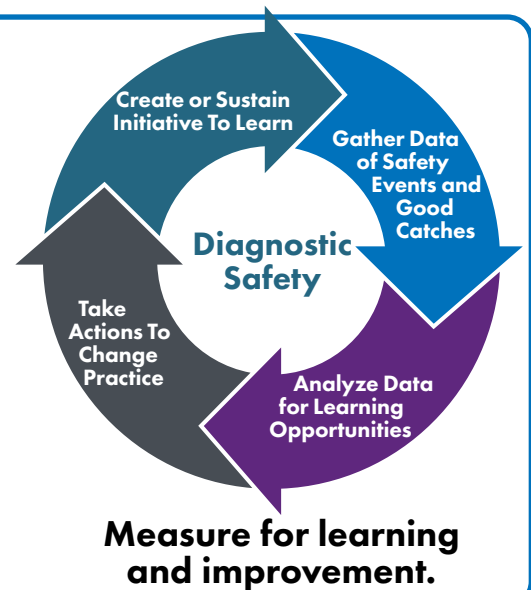 Create or Sustain
Initiative To Learn
Gather Data
of Safety
Events and
Good
Catches
Diagnostic
Safety
Take
Actions To
Change
Practice
Analyze Data
for Learning
Opportunities
Measure for learning
and improvement.